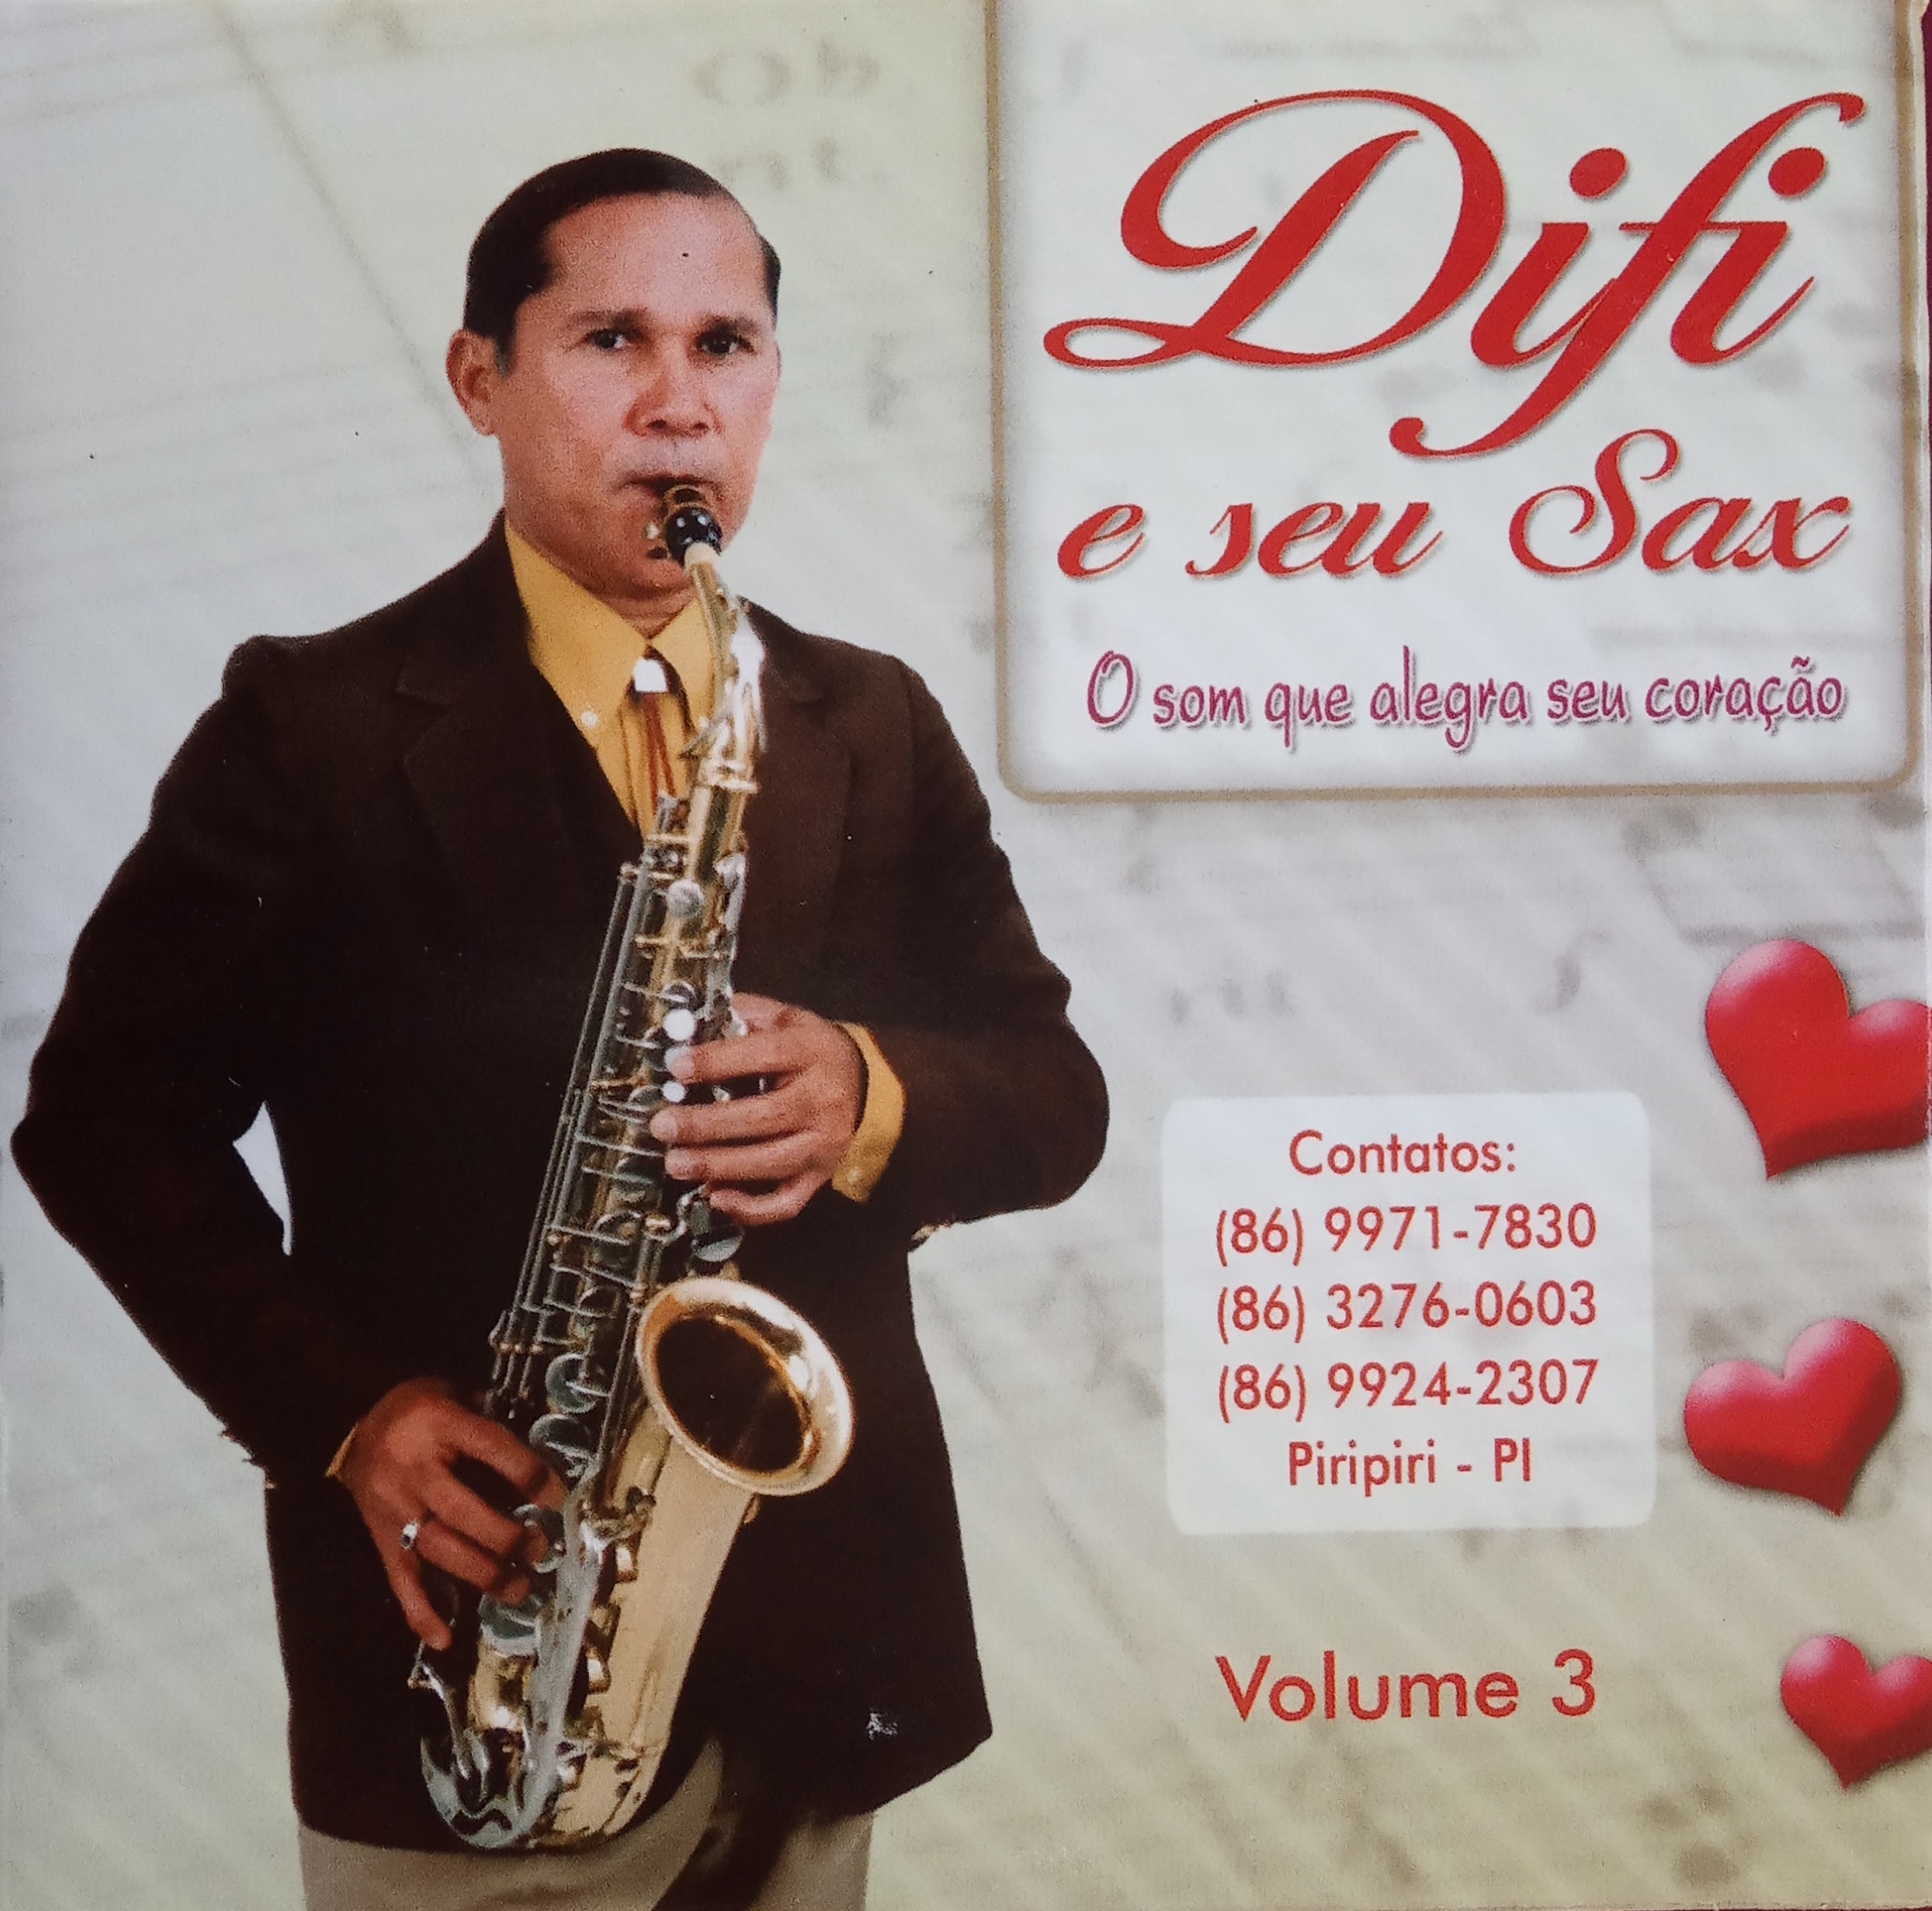 Difi
e seu Sax
O som que alegra seu coração
Contatos:
(86) 9971-7830
(86) 3276-0603
(86) 9924-2307
Piripiri - PI
Volume 3